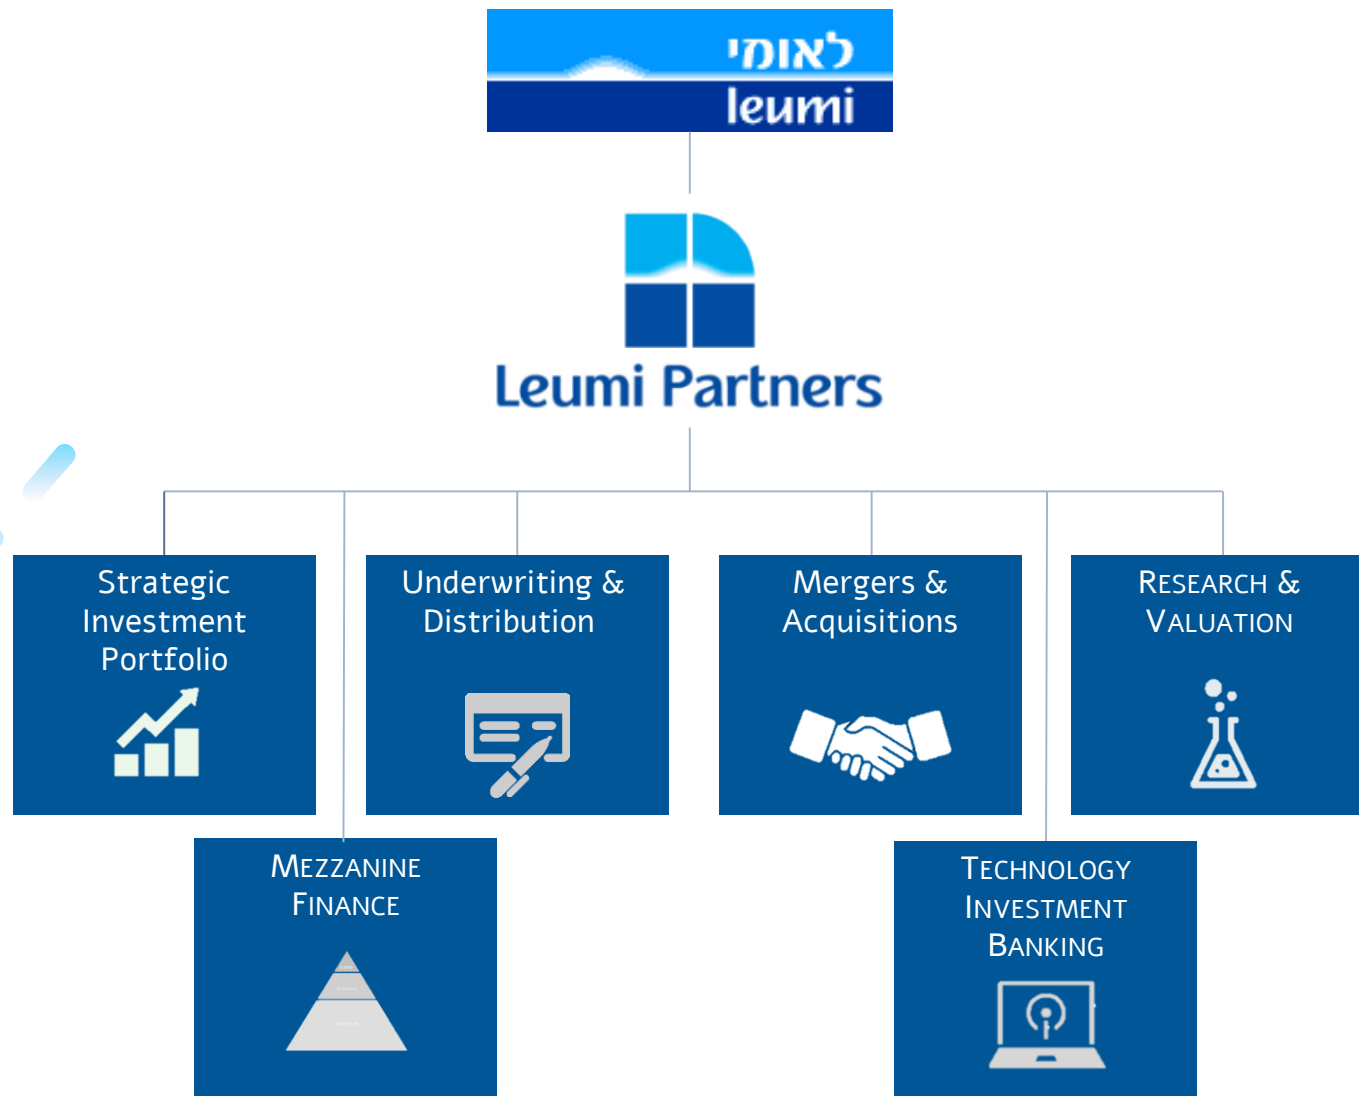 לאומי
leumi
Leumi Partners
Strategic
Investment
Portfolio
Underwriting &
Distribution
Mergers &
Acquisitions
RESEARCH &
VALUATION
MEZZANINE
FINANCE
TECHNOLOGY
INVESTMENT
BANKING